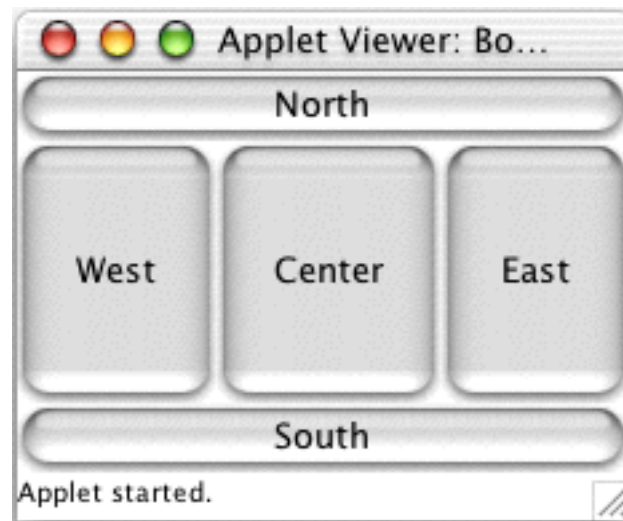 Applet Viewer: Bo...
North
West Center East
South
Applet started.